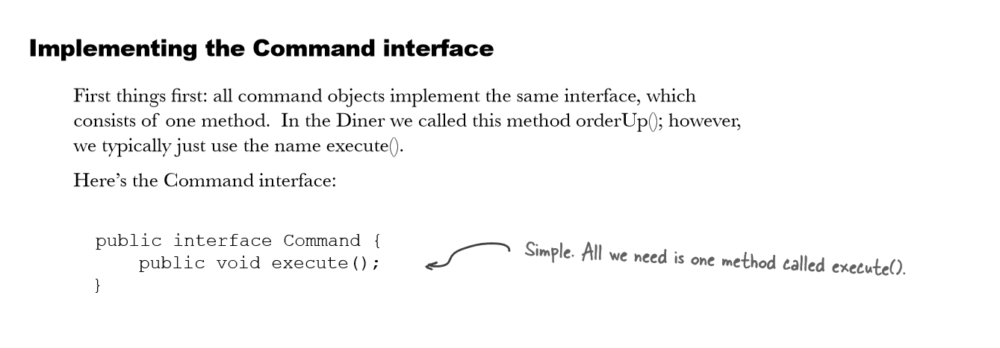 Implementing the Command interface
First things first: all command objects implement the same interface, which
consists of one method.  In the Diner we called this method orderUp(); however,
we typically just use the name execute().
Here’s the Command interface:
public interface Command {
    public void execute();
}
Simple. All we need is one method called execute().